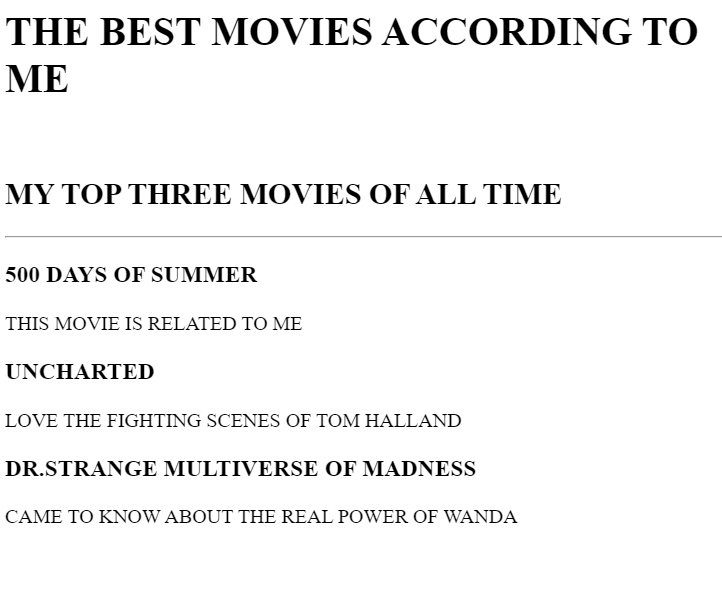 THE BEST MOVIES ACCORDING TO
ME
MY TOP THREE MOVIES OF ALL TIME
500 DAYS OF SUMMER
THIS MOVIE IS RELATED TO ME
UNCHARTED
LOVE THE FIGHTING SCENES OF TOM HALLAND
DR.STRANGE MULTIVERSE OF MADNESS
CAME TO KNOW ABOUT THE REAL POWER OF WANDA